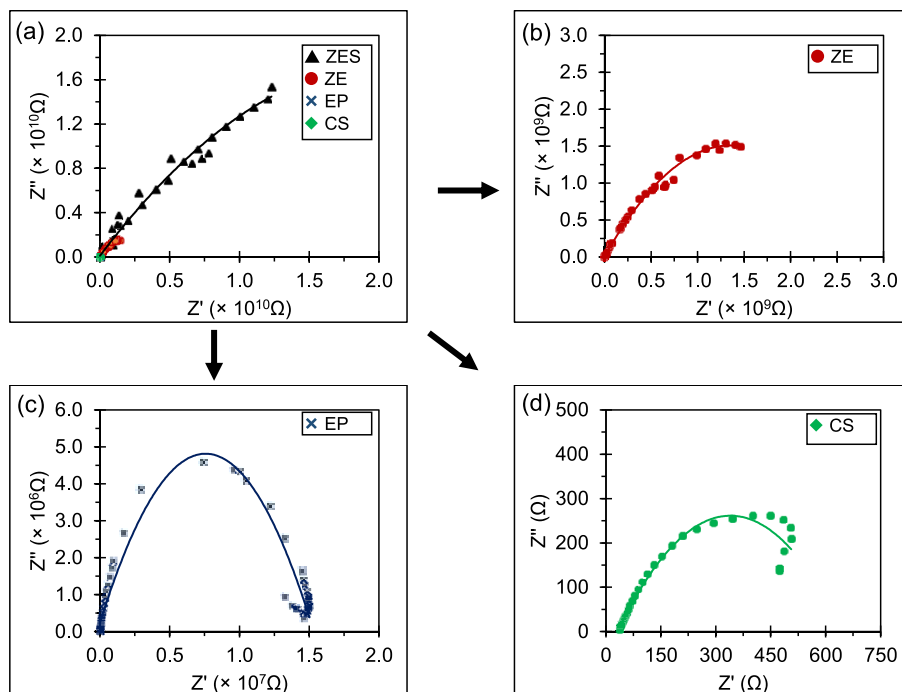 (a)
2.0
1.6
1.2
0.8
0.4
0.0
Z'' (× 10¹⁰Ω)
0.0 0.5 1.0 1.5 2.0
Z' (× 10¹⁰Ω)
ZES
ZE
EP
CS
(b)
3.0
2.5
2.0
1.5
1.0
0.5
0.0
Z'' (× 10⁹Ω)
0.0 0.5 1.0 1.5 2.0 2.5 3.0
Z' (× 10⁹Ω)
ZE
(c)
6.0
5.0
4.0
3.0
2.0
1.0
0.0
Z'' (× 10⁶Ω)
0.0 0.5 1.0 1.5 2.0
Z' (× 10⁷Ω)
EP
(d)
500
400
300
200
100
0
Z'' (Ω)
0 150 300 450 600 750
Z' (Ω)
CS